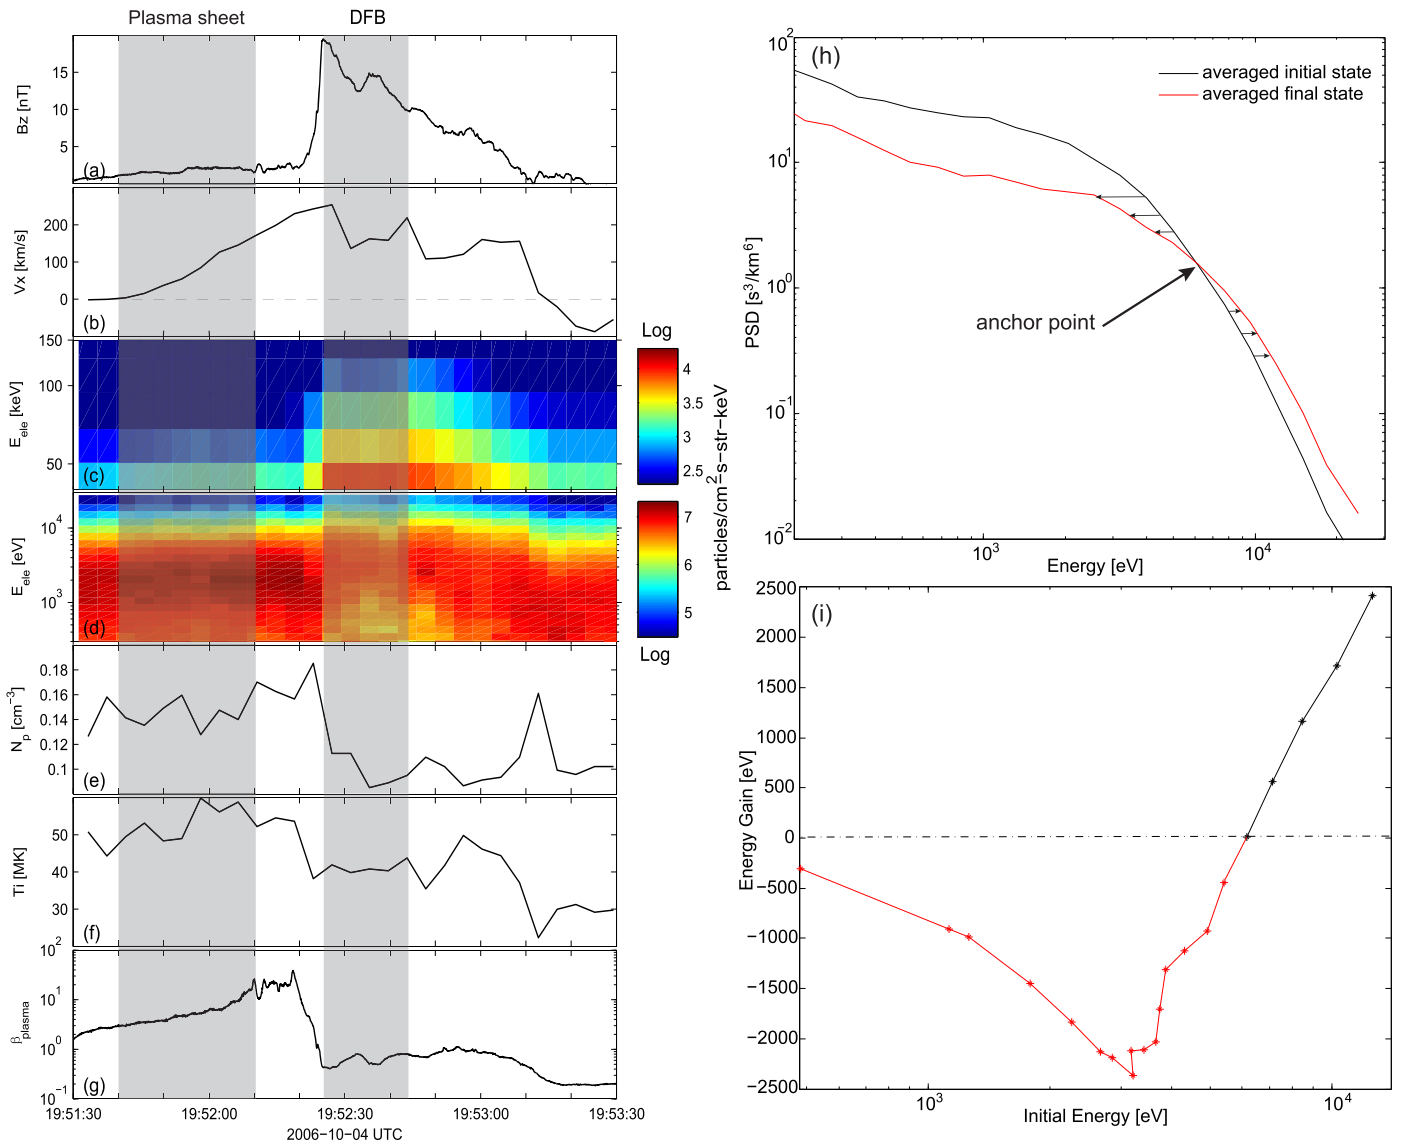 Plasma sheet
DFB
Bz [nT]
15
10
5
(a)
Vx [km/s]
200
100
0
(b)
E_ele [keV]
150
100
50
(c)
Log
4
3.5
3
2.5
particles/cm²−s−str−keV
E_ele [eV]
10⁴
10³
(d)
7
6
5
Log
N_p [cm⁻³]
0.18
0.16
0.14
0.12
0.1
(e)
Ti [MK]
50
40
30
(f)
β_plasma
10²
10²
10¹
10⁰
10⁻¹
(g)
19:51:30
19:52:00
19:52:30
19:53:00
19:53:30
2006−10−04 UTC
(h)
averaged initial state
averaged final state
anchor point
PSD [s³/km⁶]
10²
10¹
10⁰
10⁻¹
10⁻²
10³
10⁴
Energy [eV]
(i)
Energy Gain [eV]
2500
2000
1500
1000
500
0
−500
−1000
−1500
−2000
−2500
10³
10⁴
Initial Energy [eV]